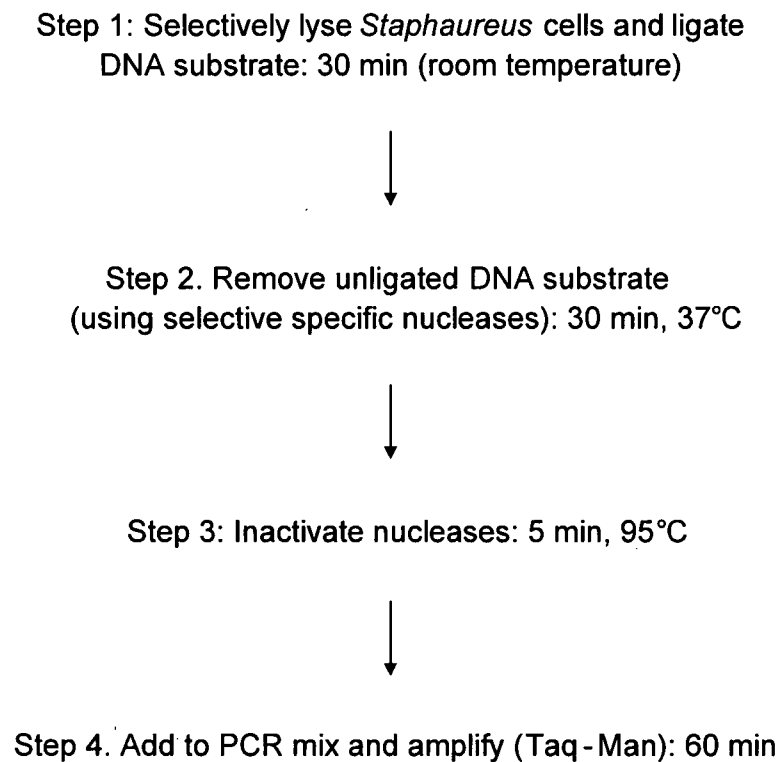 Step 1: Selectively lyse Staphaureus cells and ligate
DNA substrate: 30 min (room temperature)
Step 2. Remove unligated DNA substrate
(using selective specific nucleases): 30 min, 37°C
Step 3: Inactivate nucleases: 5 min, 95°C
Step 4. Add to PCR mix and amplify (Taq-Man): 60 min